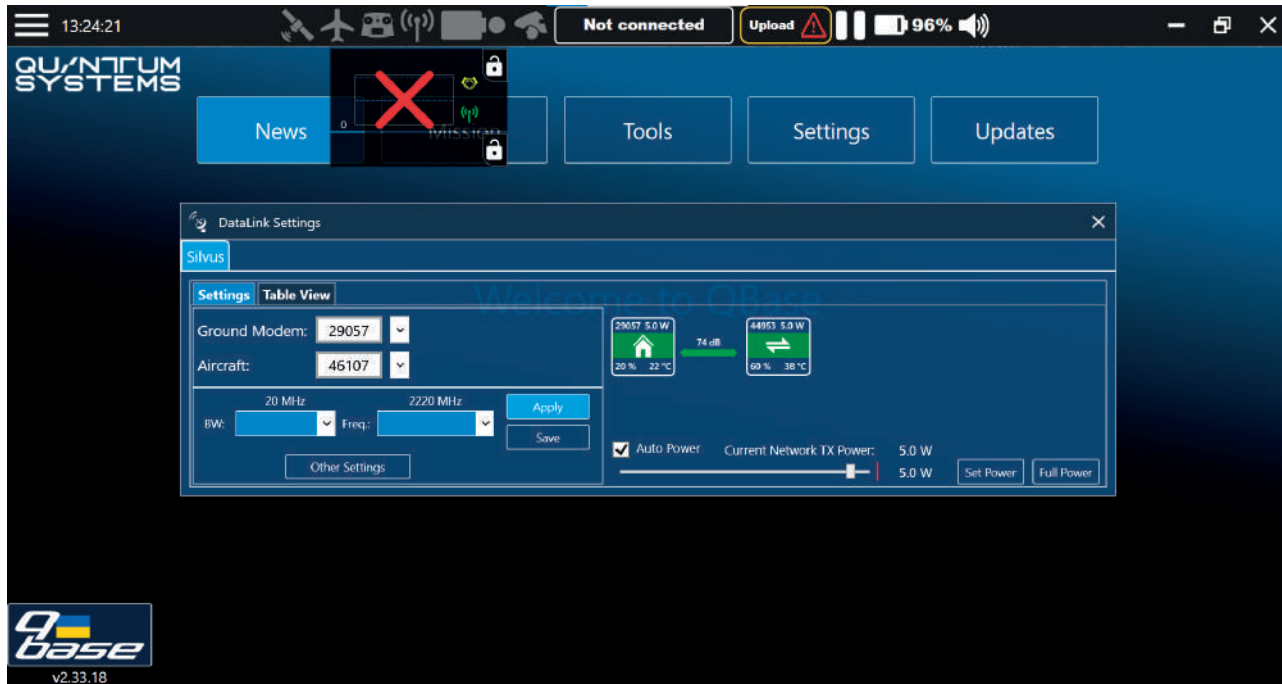 13:24:21
Not connected
Upload
96%
QUANTUM
SYSTEMS
0
News
Mission
Tools
Settings
Updates
DataLink Settings
Silvus
Settings
Table View
Welcome to QBase
Ground Modem: 29057
Aircraft: 46107
20 MHz
2220 MHz
BW:
Freq.:
Apply
Save
Other Settings
29057 5.0 W
20 % 22 °C
74 dB
44953 5.0 W
60 % 38 °C
Auto Power
Current Network TX Power: 5.0 W
5.0 W
Set Power
Full Power
qbase
v2.33.18